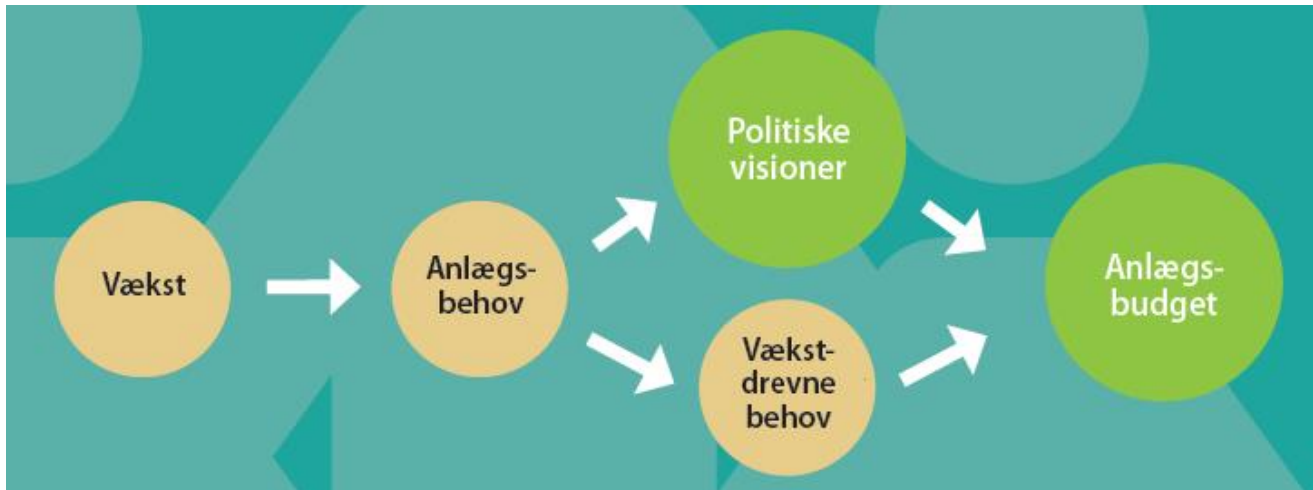 Vækst
Anlægs-
behov
Politiske
visioner
Vækst-
drevne
behov
Anlægs-
budget